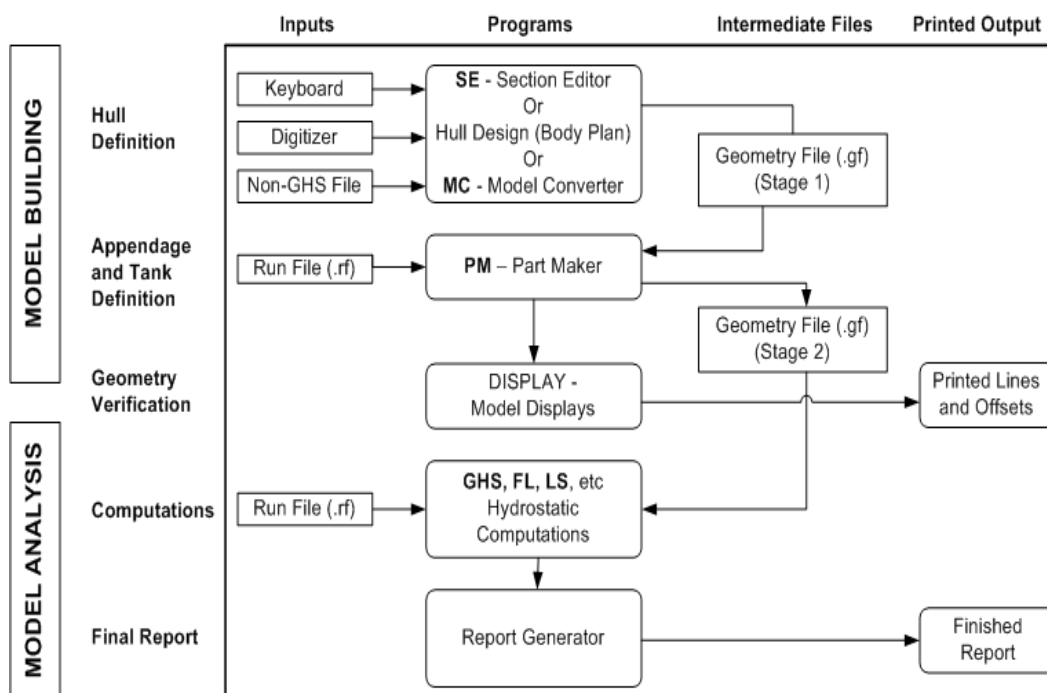 Inputs
Programs
Intermediate Files
Printed Output
MODEL BUILDING
Hull
Definition
Keyboard
Digitizer
Non-GHS File
SE - Section Editor
Or
Hull Design (Body Plan)
Or
MC - Model Converter
Geometry File (.gf)
(Stage 1)
Appendage
and Tank
Definition
Run File (.rf)
PM – Part Maker
Geometry File (.gf)
(Stage 2)
Geometry
Verification
DISPLAY -
Model Displays
Printed Lines
and Offsets
MODEL ANALYSIS
Computations
Run File (.rf)
GHS, FL, LS, etc
Hydrostatic
Computations
Final Report
Report Generator
Finished
Report